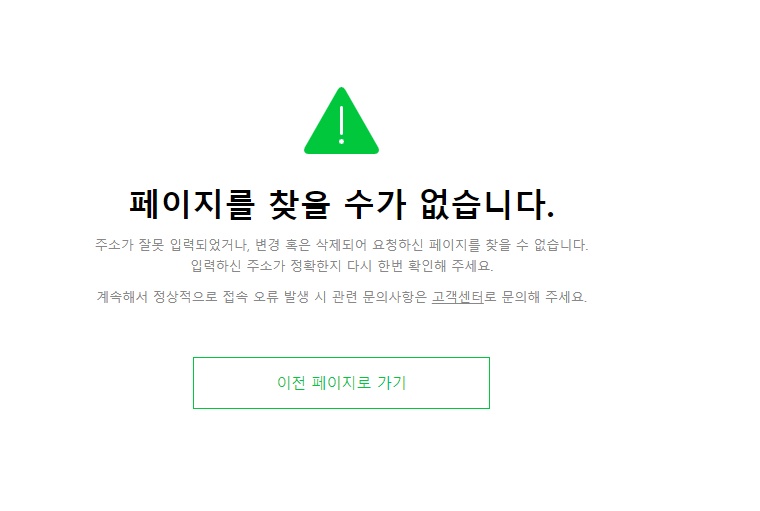 페이지를 찾을 수가 없습니다.
주소가 잘못 입력되었거나, 변경 혹은 삭제되어 요청하신 페이지를 찾을 수 없습니다.
입력하신 주소가 정확한지 다시 한번 확인해 주세요.
계속해서 정상적으로 접속 오류 발생 시 관련 문의사항은 고객센터로 문의해 주세요.
이전 페이지로 가기